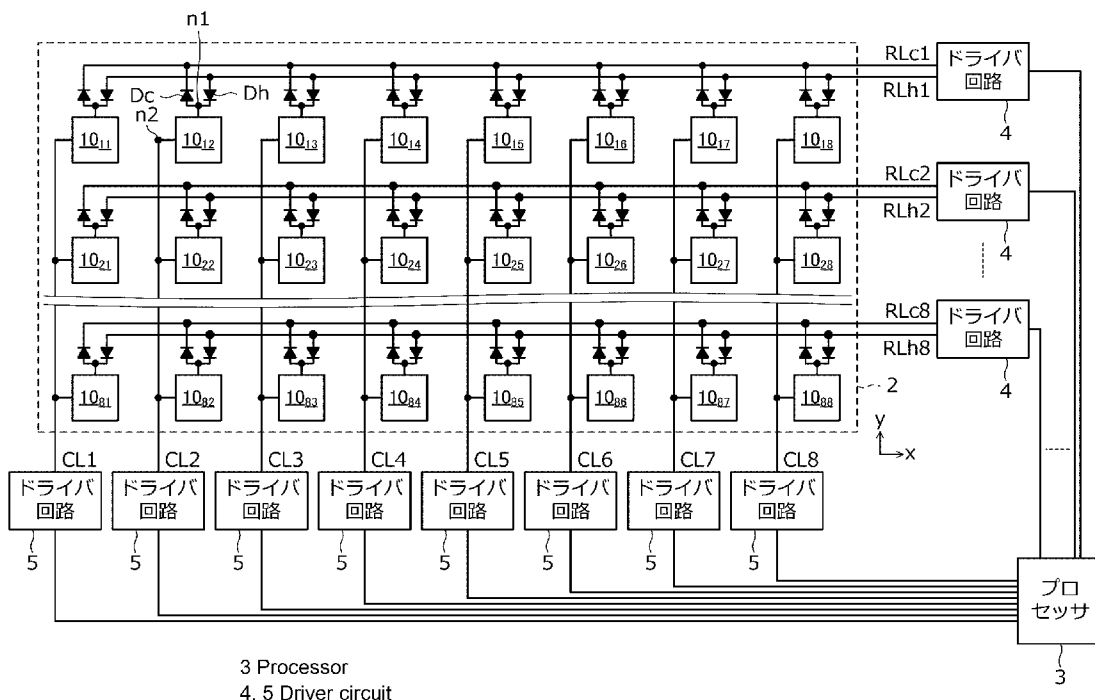 n1
RLc1
ドライバ
回路
RLh1
4
Dc
Dh
n2
10₁₁
10₁₂
10₁₃
10₁₄
10₁₅
10₁₆
10₁₇
10₁₈
RLc2
ドライバ
回路
RLh2
4
10₂₁
10₂₂
10₂₃
10₂₄
10₂₅
10₂₆
10₂₇
10₂₈
RLc8
ドライバ
回路
RLh8
4
10₈₁
10₈₂
10₈₃
10₈₄
10₈₅
10₈₆
10₈₇
10₈₈
2
y
x
CL1
CL2
CL3
CL4
CL5
CL6
CL7
CL8
ドライバ
回路
ドライバ
回路
ドライバ
回路
ドライバ
回路
ドライバ
回路
ドライバ
回路
ドライバ
回路
ドライバ
回路
5
5
5
5
5
5
5
5
プロ
セッサ
3
3 Processor
4, 5 Driver circuit